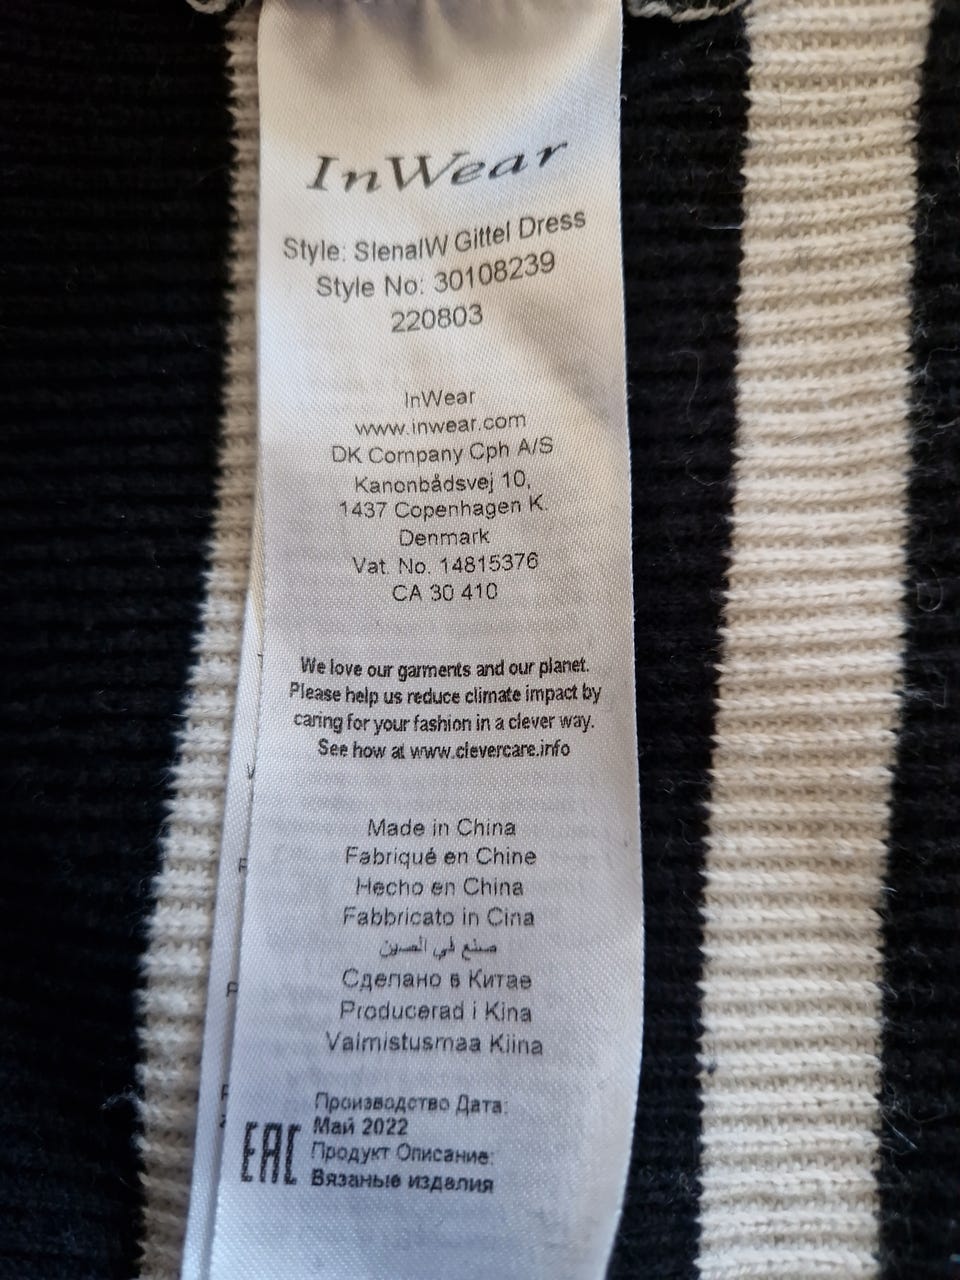 InWear
Style: SlenaIW Gittel Dress
Style No: 30108239
220803
InWear
www.inwear.com
DK Company Cph A/S
Kanonbådsvej 10,
1437 Copenhagen K.
Denmark
Vat. No. 14815376
CA 30 410
We love our garments and our planet.
Please help us reduce climate impact by
caring for your fashion in a clever way.
See how at www.clevercare.info
Made in China
Fabriqué en Chine
Hecho en China
Fabbricato in Cina
صنع في الصين
Сделано в Китае
Producerad i Kina
Valmistusmaa Kiina
Производство Дата:
Май 2022
Продукт Описание:
Вязаные изделия
EAC